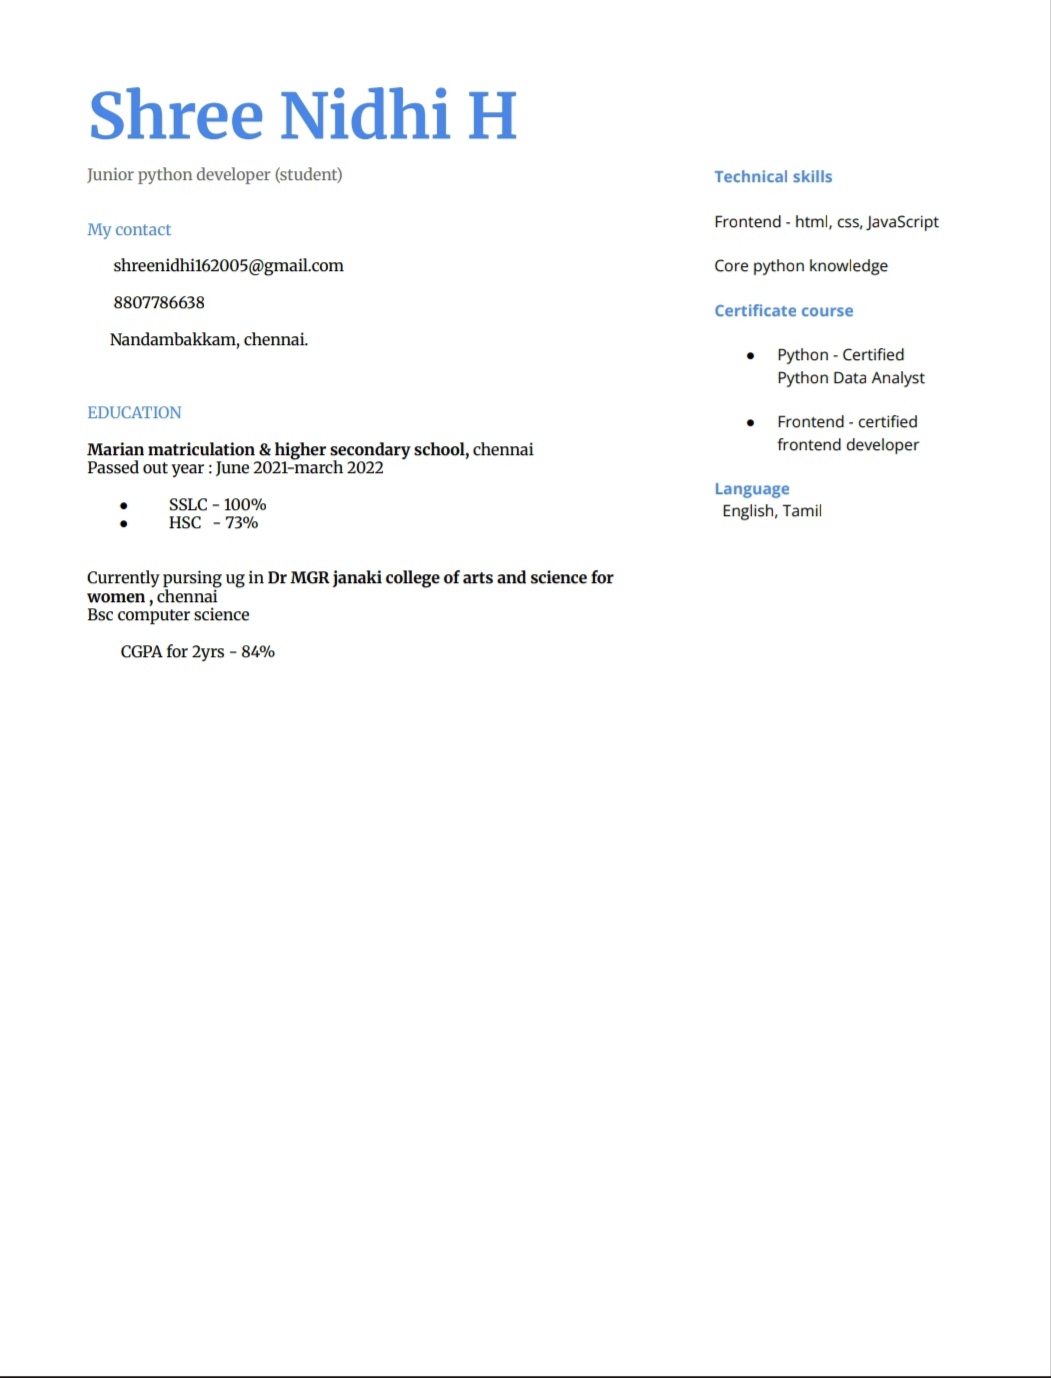 Shree Nidhi H
Junior python developer (student)
My contact
shreenidhi162005@gmail.com
8807786638
Nandambakkam, chennai.
EDUCATION
Marian matriculation & higher secondary school, chennai
Passed out year : June 2021-march 2022
● SSLC - 100%
● HSC - 73%
Currently pursing ug in Dr MGR janaki college of arts and science for
women , chennai
Bsc computer science
CGPA for 2yrs - 84%
Technical skills
Frontend - html, css, JavaScript
Core python knowledge
Certificate course
● Python - Certified
Python Data Analyst
● Frontend - certified
frontend developer
Language
English, Tamil